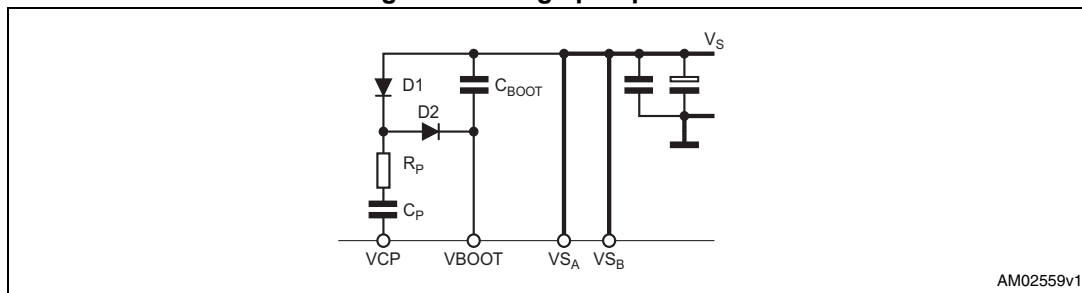 V_S
D1
C_BOOT
D2
R_P
C_P
VCP VBOOT VS_A VS_B
AM02559v1